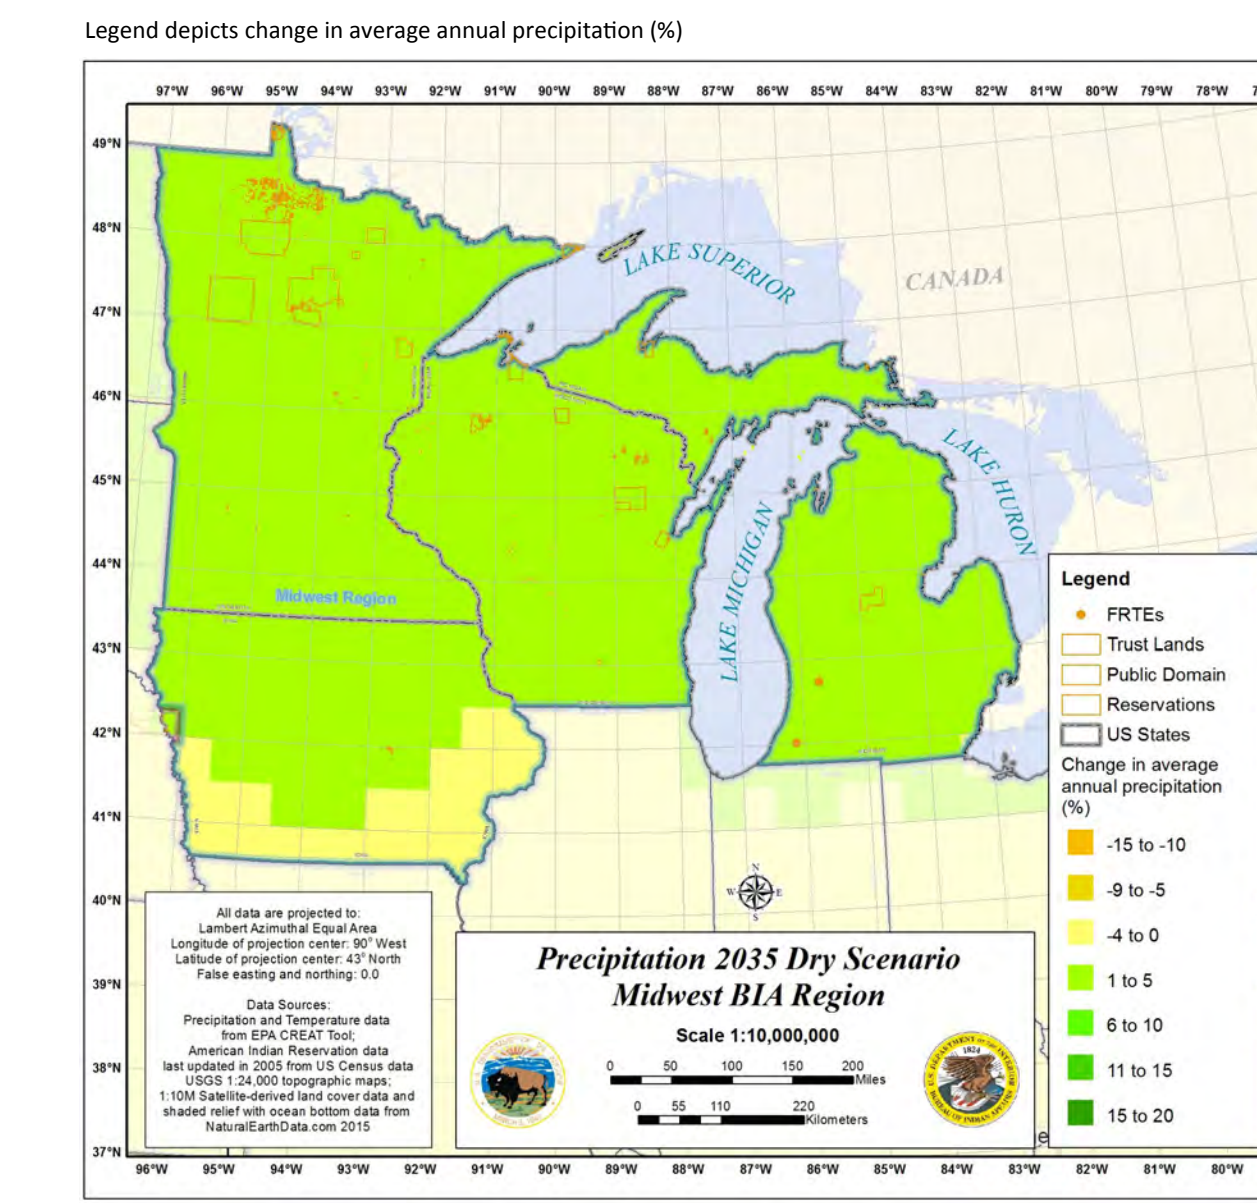 Legend depicts change in average annual precipitation (%)
97°W 96°W 95°W 94°W 93°W 92°W 91°W 90°W 89°W 88°W 87°W 86°W 85°W 84°W 83°W 82°W 81°W 80°W 79°W 78°W
49°N
48°N
47°N
46°N
45°N
44°N
43°N
42°N
41°N
40°N
39°N
38°N
37°N
LAKE SUPERIOR
CANADA
LAKE HURON
LAKE MICHIGAN
Midwest Region
Legend
FRTEs
Trust Lands
Public Domain
Reservations
US States
Change in average
annual precipitation
(%)
-15 to -10
-9 to -5
-4 to 0
1 to 5
6 to 10
11 to 15
15 to 20
N
W E
S
All data are projected to:
Lambert Azimuthal Equal Area
Longitude of projection center: 90° West
Latitude of projection center: 43° North
False easting and northing: 0.0
Data Sources:
Precipitation and Temperature data
from EPA CREAT Tool;
American Indian Reservation data
last updated in 2005 from US Census data
USGS 1:24,000 topographic maps;
1:10M Satellite-derived land cover data and
shaded relief with ocean bottom data from
NaturalEarthData.com 2015
Precipitation 2035 Dry Scenario
Midwest BIA Region
Scale 1:10,000,000
0 50 100 150 200
Miles
0 55 110 220
Kilometers
U.S. DEPARTMENT OF THE INTERIOR
1824
BUREAU OF INDIAN AFFAIRS
96°W 95°W 94°W 93°W 92°W 91°W 90°W 89°W 88°W 87°W 86°W 85°W 84°W 83°W 82°W 81°W 80°W